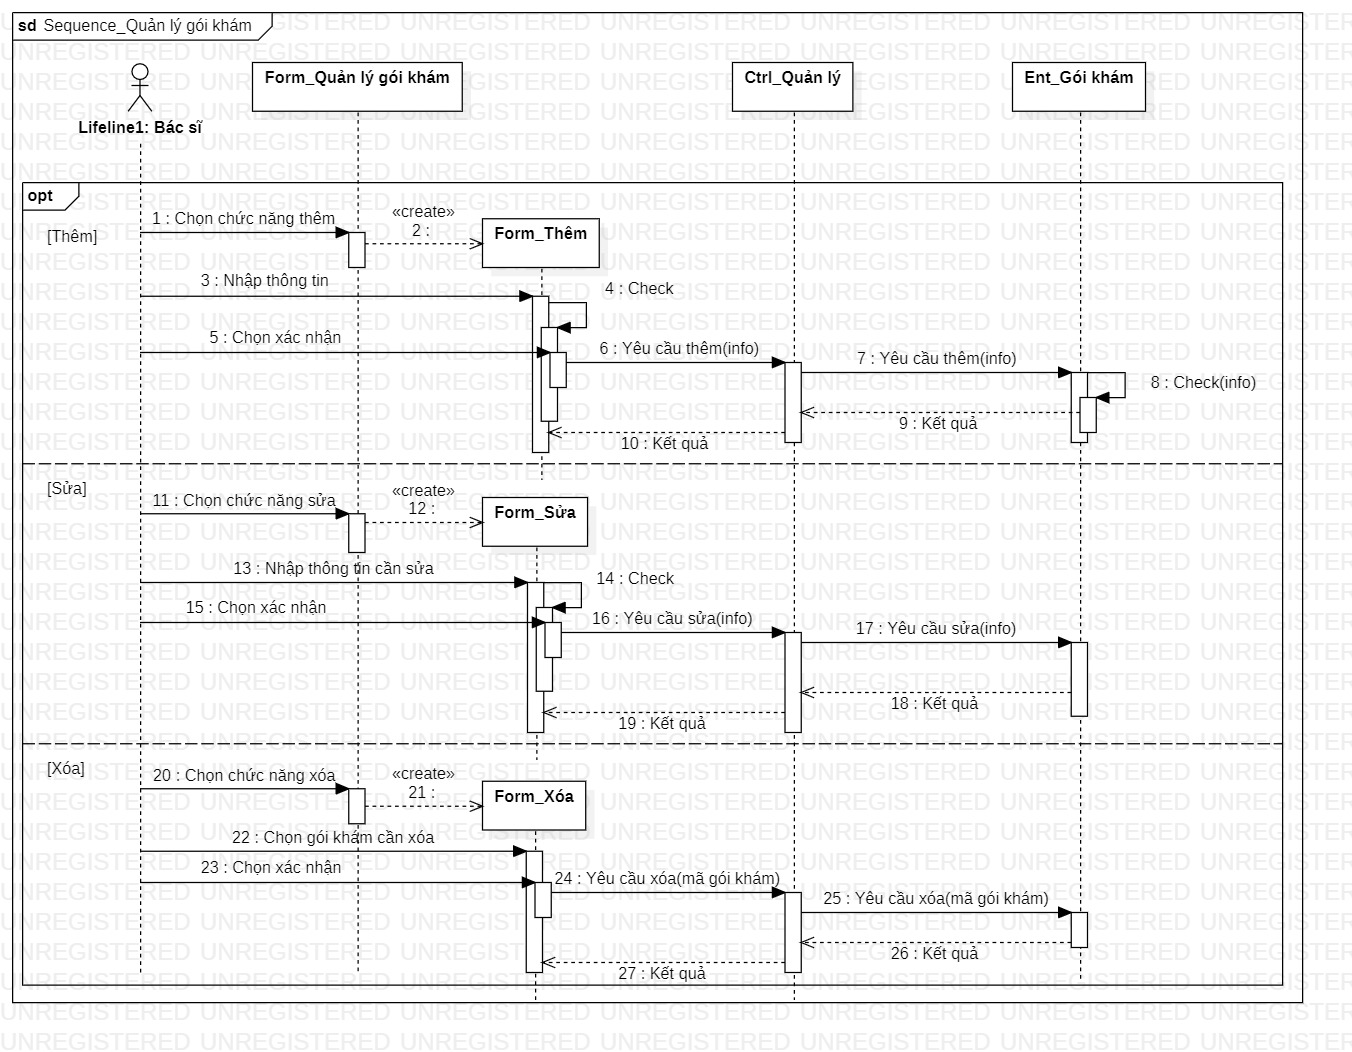 sd Sequence_Quản lý gói khám
Form_Quản lý gói khám
Ctrl_Quản lý
Ent_Gói khám
Lifeline1: Bác sĩ
opt
[Thêm]
1 : Chọn chức năng thêm
«create»
2 :
Form_Thêm
3 : Nhập thông tin
4 : Check
5 : Chọn xác nhận
6 : Yêu cầu thêm(info)
7 : Yêu cầu thêm(info)
8 : Check(info)
9 : Kết quả
10 : Kết quả
[Sửa]
11 : Chọn chức năng sửa
«create»
12 :
Form_Sửa
13 : Nhập thông tin cần sửa
14 : Check
15 : Chọn xác nhận
16 : Yêu cầu sửa(info)
17 : Yêu cầu sửa(info)
18 : Kết quả
19 : Kết quả
[Xóa]
20 : Chọn chức năng xóa
«create»
21 :
Form_Xóa
22 : Chọn gói khám cần xóa
23 : Chọn xác nhận
24 : Yêu cầu xóa(mã gói khám)
25 : Yêu cầu xóa(mã gói khám)
26 : Kết quả
27 : Kết quả
UNREGISTERED